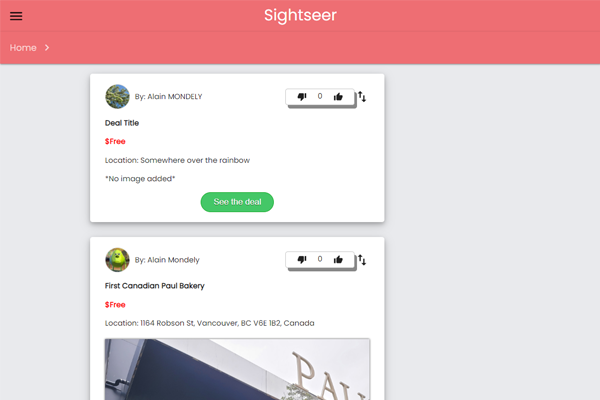 Sightseer
Home
By: Alain MONDELY
0
Deal Title
$Free
Location: Somewhere over the rainbow
*No image added*
See the deal
By: Alain Mondely
0
First Canadian Paul Bakery
$Free
Location: 1164 Robson St, Vancouver, BC V6E 1B2, Canada
PAU